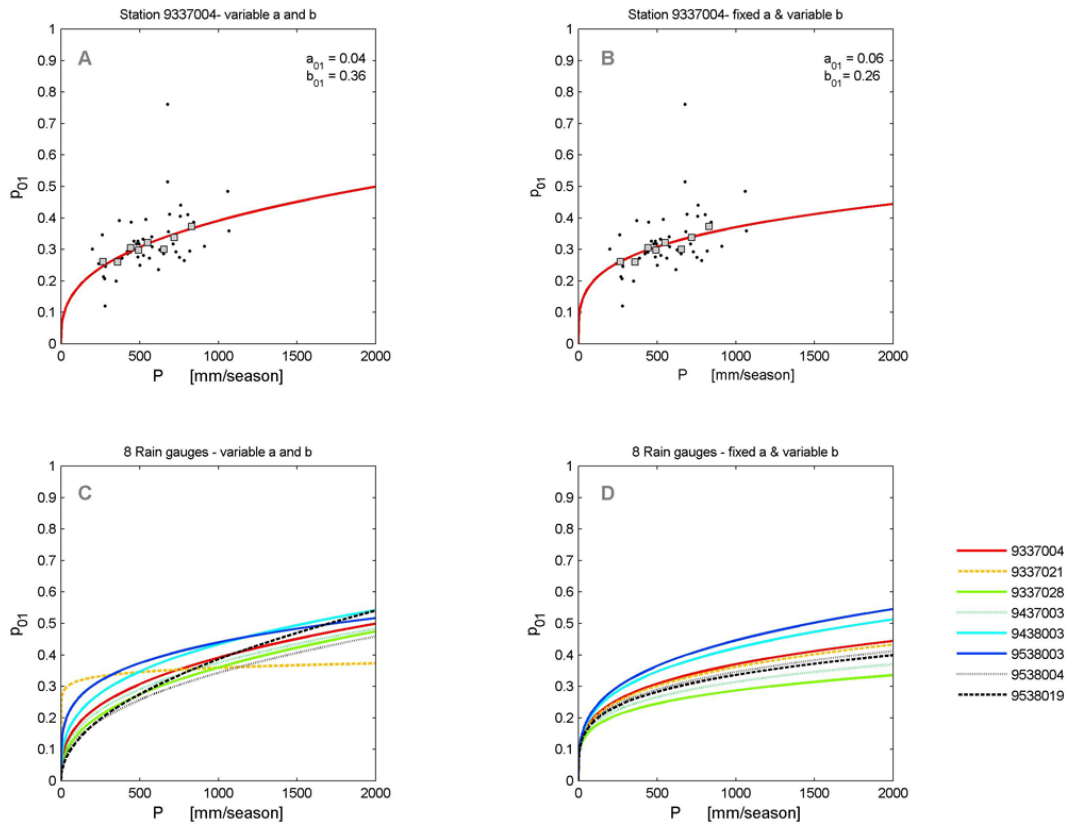 Station 9337004- variable a and b
A
a01 = 0.04
b01 = 0.36
1
0.9
0.8
0.7
0.6
0.5
0.4
0.3
0.2
0.1
0
p01
0 500 1000 1500 2000
P [mm/season]
Station 9337004- fixed a & variable b
B
a01 = 0.06
b01 = 0.26
1
0.9
0.8
0.7
0.6
0.5
0.4
0.3
0.2
0.1
0
p01
0 500 1000 1500 2000
P [mm/season]
8 Rain gauges - variable a and b
C
1
0.9
0.8
0.7
0.6
0.5
0.4
0.3
0.2
0.1
0
p01
0 500 1000 1500 2000
P [mm/season]
8 Rain gauges - fixed a & variable b
D
1
0.9
0.8
0.7
0.6
0.5
0.4
0.3
0.2
0.1
0
p01
0 500 1000 1500 2000
P [mm/season]
9337004
9337021
9337028
9437003
9438003
9538003
9538004
9538019